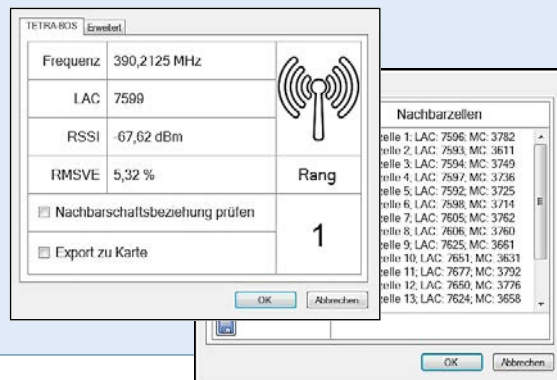 TETRA-BOS Erweitert
Frequenz 390,2125 MHz
LAC 7599
RSSI -67,62 dBm
RMSVE 5,32 % Rang
Nachbarschaftsbeziehung prüfen
Export zu Karte
1
OK Abbrechen
Nachbarzellen
zelle 1; LAC: 7596; MC: 3782
zelle 2; LAC: 7593; MC: 3611
zelle 3; LAC: 7594; MC: 3749
zelle 4; LAC: 7597; MC: 3736
zelle 5; LAC: 7592; MC: 3725
zelle 6; LAC: 7598; MC: 3714
zelle 7; LAC: 7605; MC: 3762
zelle 8; LAC: 7606; MC: 3760
zelle 9; LAC: 7625; MC: 3661
zelle 10; LAC: 7651; MC: 3631
zelle 11; LAC: 7677; MC: 3792
zelle 12; LAC: 7650; MC: 3776
zelle 13; LAC: 7624; MC: 3658
OK Abbrechen